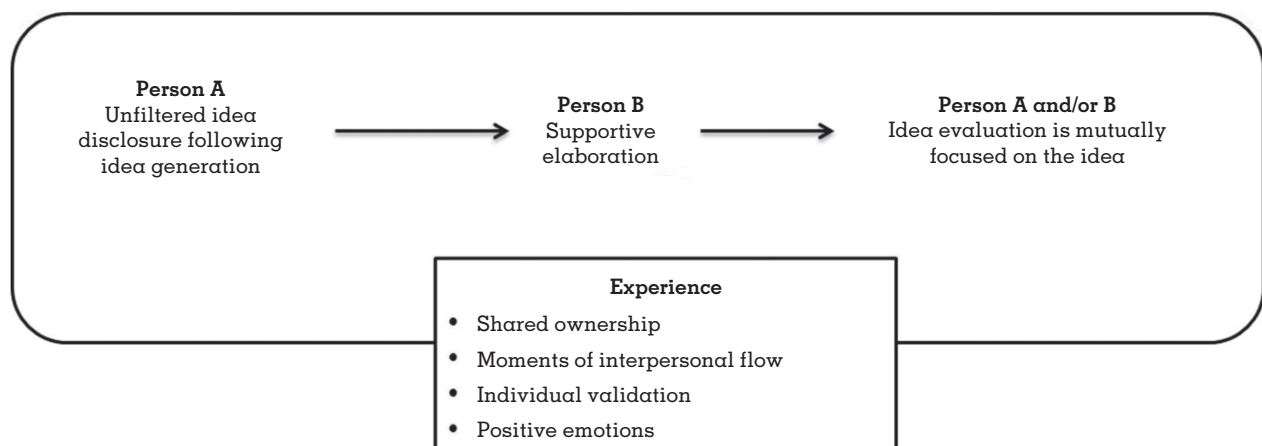 Person A
Unfiltered idea
disclosure following
idea generation
Person B
Supportive
elaboration
Person A and/or B
Idea evaluation is mutually
focused on the idea
Experience
• Shared ownership
• Moments of interpersonal flow
• Individual validation
• Positive emotions